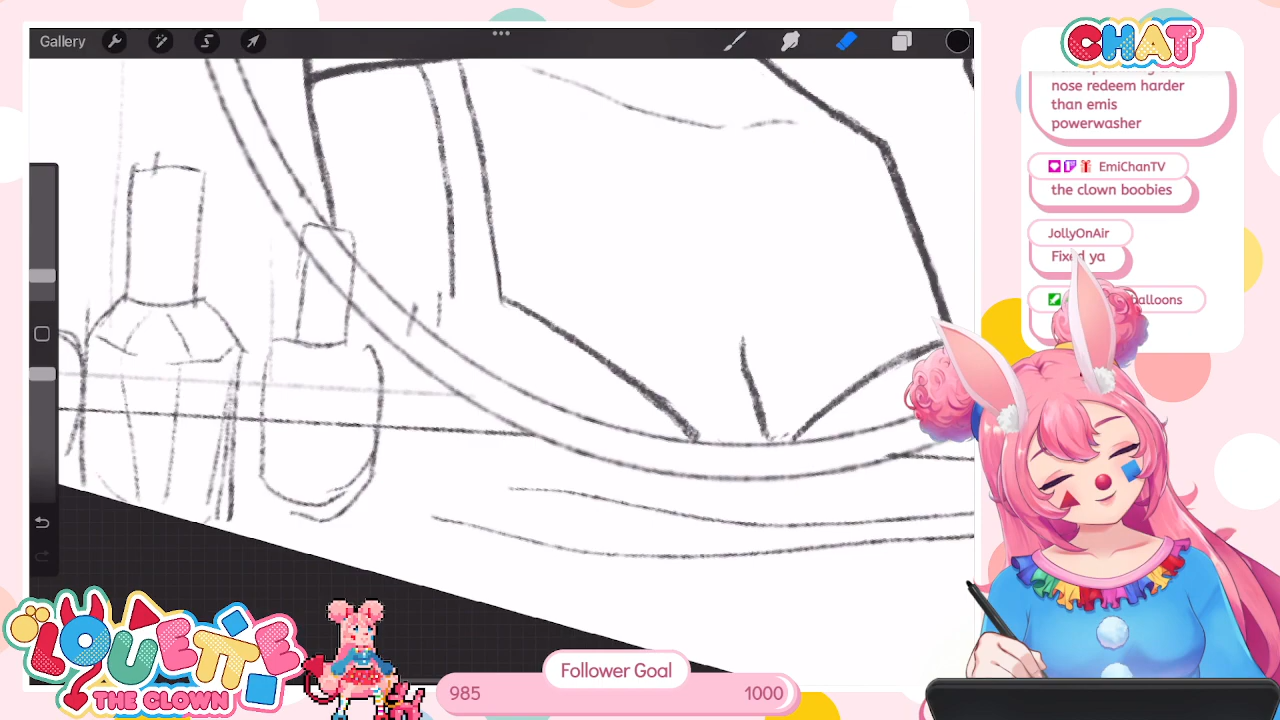 Gallery
CHAT
nose redeem harder
than emis
powerwasher
EmiChanTV
the clown boobies
JollyOnAir
Fixed ya
balloons
LOUETTE
THE CLOWN
Follower Goal
985
1000